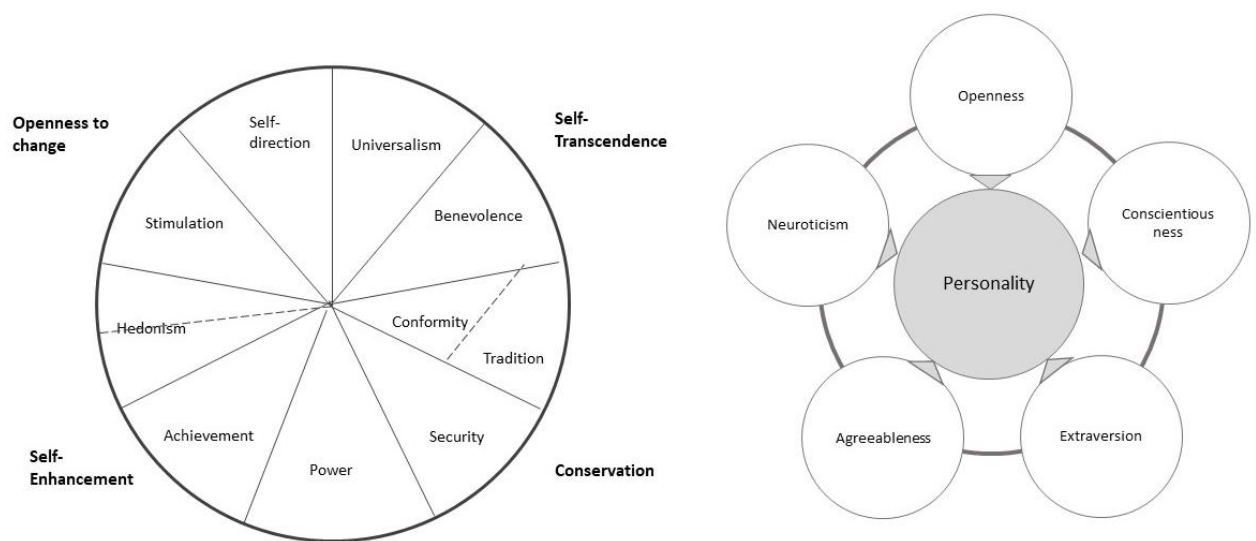 Openness to
change
Self-
direction
Universalism
Self-
Transcendence
Stimulation
Benevolence
Hedonism
Conformity
Tradition
Achievement
Security
Power
Self-
Enhancement
Conservation
Openness
Neuroticism
Conscientious
ness
Personality
Agreeableness
Extraversion